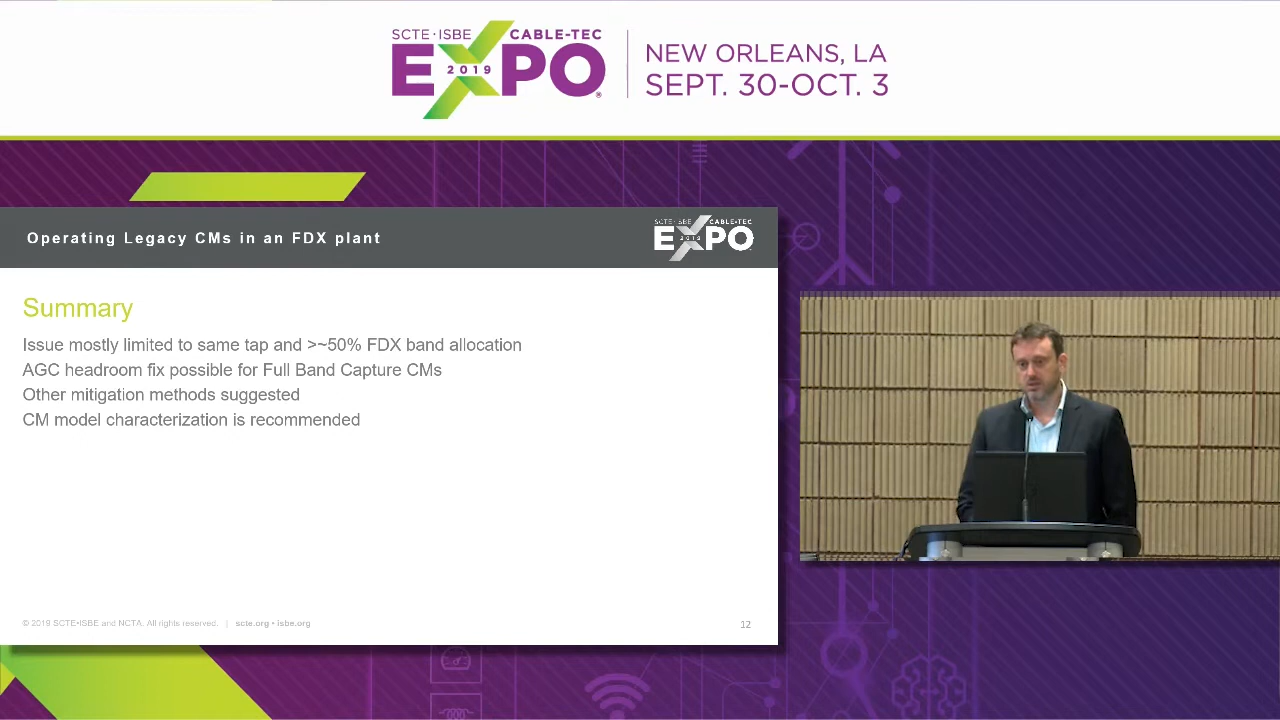 SCTE·ISBE CABLE-TEC
EXPO
2019
®
NEW ORLEANS, LA
SEPT. 30-OCT. 3
Operating Legacy CMs in an FDX plant
SCTE·ISBE CABLE-TEC
EXPO
2019
Summary
Issue mostly limited to same tap and >~50% FDX band allocation
AGC headroom fix possible for Full Band Capture CMs
Other mitigation methods suggested
CM model characterization is recommended
© 2019 SCTE•ISBE and NCTA. All rights reserved. | scte.org • isbe.org
12